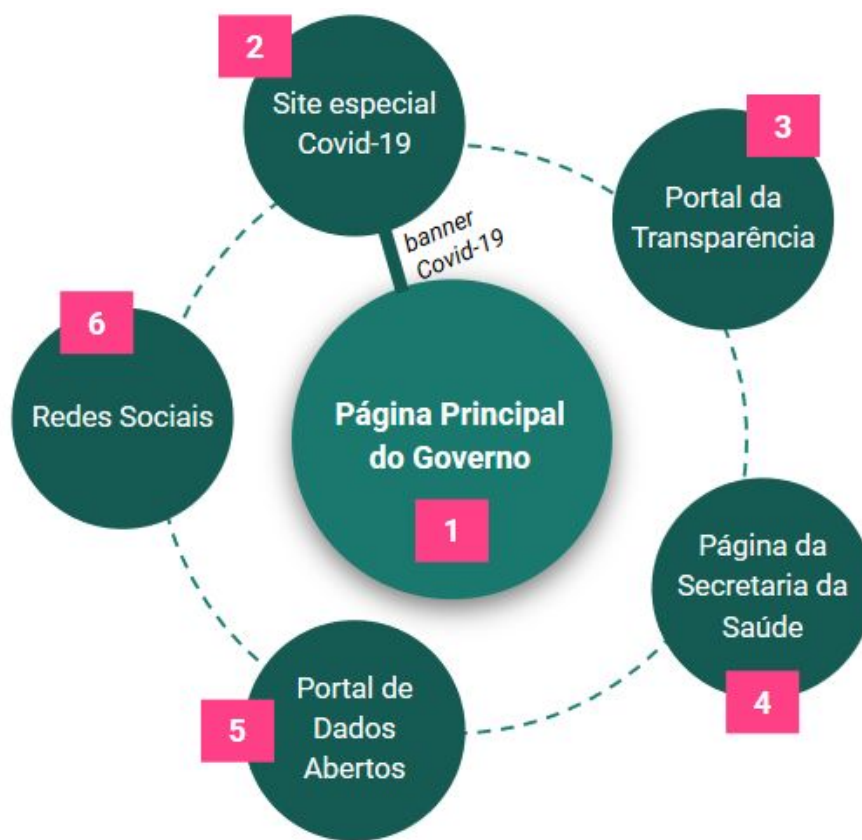 2
Site especial
Covid-19
3
Portal da
Transparência
banner
Covid-19
6
Redes Sociais
Página Principal
do Governo
1
Página da
Secretaria da
Saúde
4
5
Portal de
Dados
Abertos